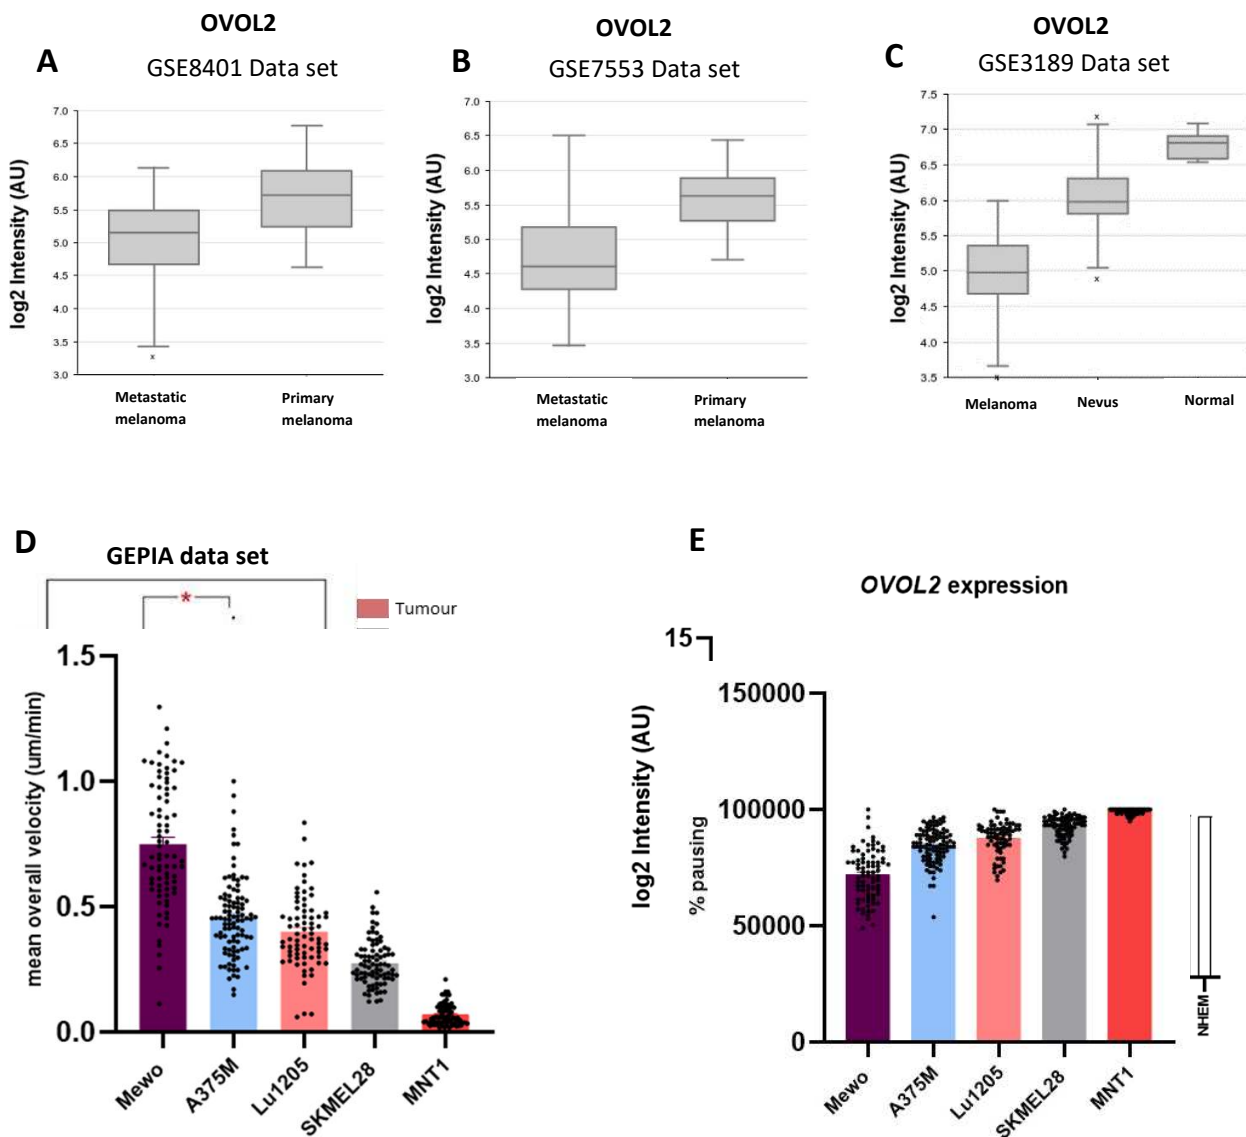 OVOL2
A
GSE8401 Data set
log2 Intensity (AU)
7.0
6.5
6.0
5.5
5.0
4.5
4.0
3.5
3.0
Metastatic
melanoma
Primary
melanoma
OVOL2
B
GSE7553 Data set
log2 Intensity (AU)
7.0
6.5
6.0
5.5
5.0
4.5
4.0
3.5
3.0
Metastatic
melanoma
Primary
melanoma
OVOL2
C
GSE3189 Data set
log2 Intensity (AU)
7.5
7.0
6.5
6.0
5.5
5.0
4.5
4.0
3.5
Melanoma
Nevus
Normal
D
GEPIA data set
*
Tumour
mean overall velocity (um/min)
1.5
1.0
0.5
0.0
Mewo
A375M
Lu1205
SKMEL28
MNT1
E
OVOL2 expression
15
log2 Intensity (AU)
% pausing
150000
100000
50000
0
Mewo
A375M
Lu1205
SKMEL28
MNT1
NHEM